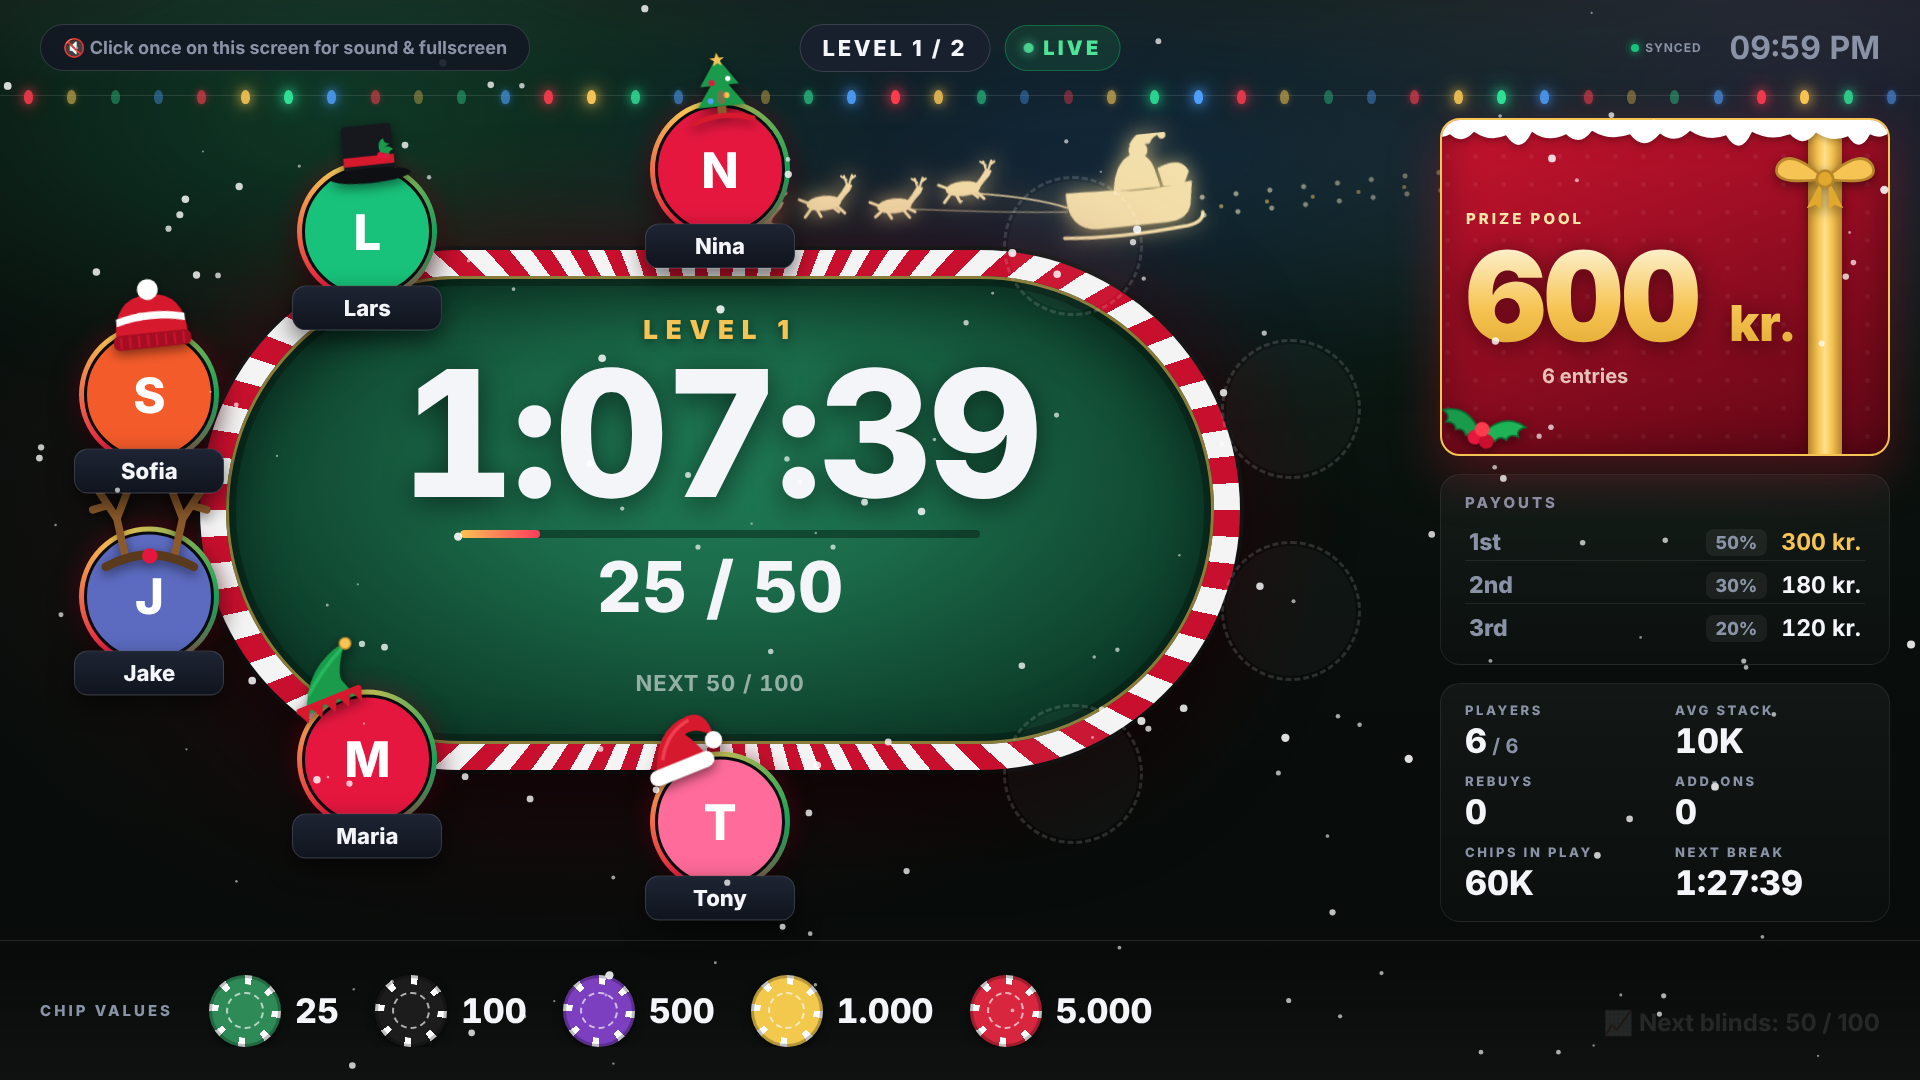 🔇 Click once on this screen for sound & fullscreen
LEVEL 1 / 2
LIVE
SYNCED
09:59 PM
N
Nina
L
Lars
S
Sofia
J
Jake
M
Maria
T
Tony
LEVEL 1
1:07:39
25 / 50
NEXT 50 / 100
PRIZE POOL
600 kr.
6 entries
PAYOUTS
1st 50% 300 kr.
2nd 30% 180 kr.
3rd 20% 120 kr.
PLAYERS
6 / 6
AVG STACK
10K
REBUYS
0
ADD-ONS
0
CHIPS IN PLAY
60K
NEXT BREAK
1:27:39
CHIP VALUES
25
100
500
1.000
5.000
Next blinds: 50 / 100